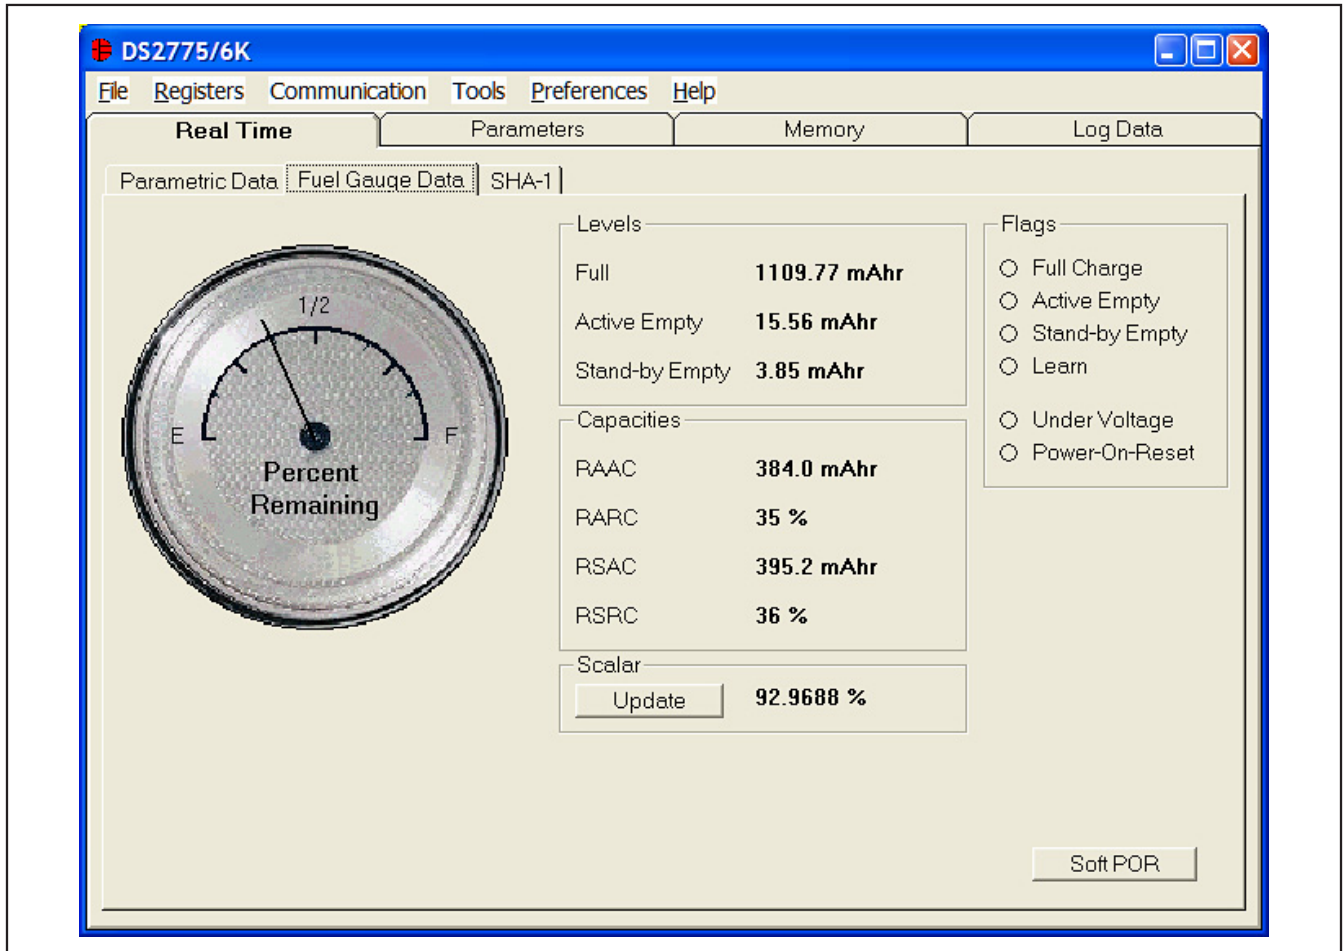 DS2775/6K
File Registers Communication Tools Preferences Help
Real Time Parameters Memory Log Data
Parametric Data Fuel Gauge Data SHA-1
1/2
E F
Percent
Remaining
Levels
Full 1109.77 mAhr
Active Empty 15.56 mAhr
Stand-by Empty 3.85 mAhr
Capacities
RAAC 384.0 mAhr
RARC 35 %
RSAC 395.2 mAhr
RSRC 36 %
Scalar
Update 92.9688 %
Flags
Full Charge
Active Empty
Stand-by Empty
Learn
Under Voltage
Power-On-Reset
Soft POR